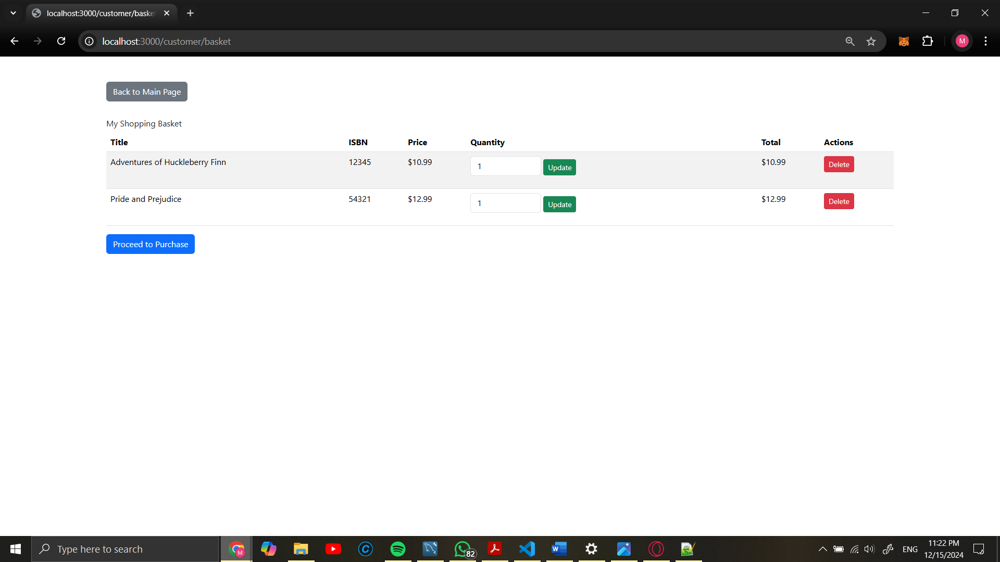 localhost:3000/customer/baske
localhost:3000/customer/basket
M
Back to Main Page
My Shopping Basket
Title ISBN Price Quantity Total Actions
Adventures of Huckleberry Finn 12345 $10.99 1 Update $10.99 Delete
Pride and Prejudice 54321 $12.99 1 Update $12.99 Delete
Proceed to Purchase
Type here to search
M
C
82
W
ENG
11:22 PM
12/15/2024